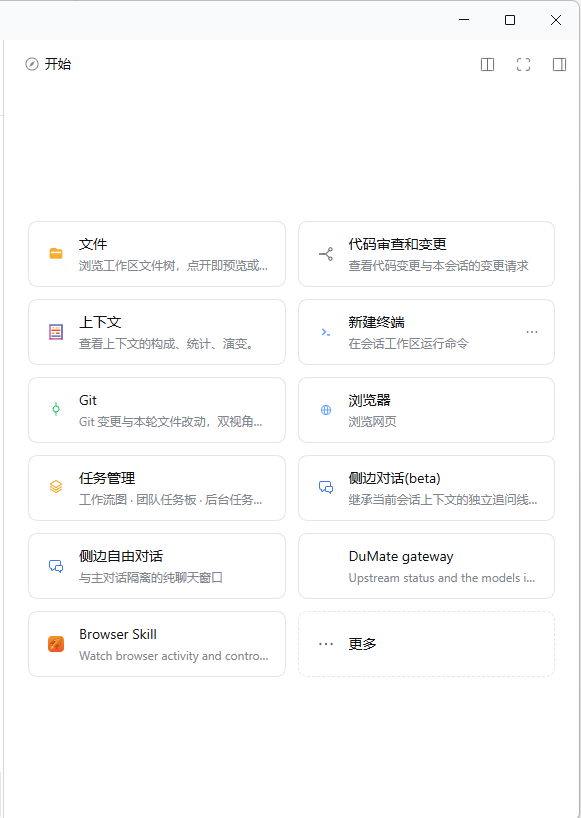 开始
文件
浏览工作区文件树，点开即预览或...
代码审查和变更
查看代码变更与本会话的变更请求
上下文
查看上下文的构成、统计、演变。
新建终端
在会话工作区运行命令
Git
Git 变更与本轮文件改动，双视角...
浏览器
浏览网页
任务管理
工作流图 · 团队任务板 · 后台任务...
侧边对话(beta)
继承当前会话上下文的独立追问线...
侧边自由对话
与主对话隔离的纯聊天窗口
DuMate gateway
Upstream status and the models i...
Browser Skill
Watch browser activity and contro...
更多